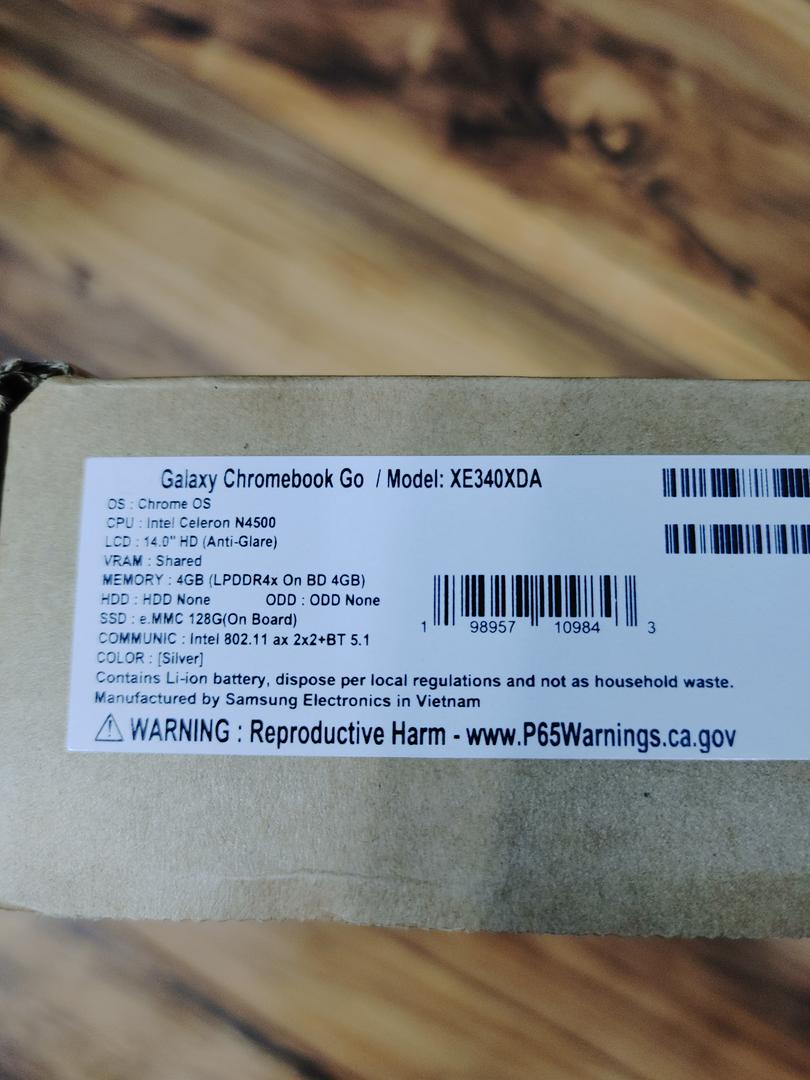 Galaxy Chromebook Go / Model: XE340XDA
OS : Chrome OS
CPU : Intel Celeron N4500
LCD : 14.0" HD (Anti-Glare)
VRAM : Shared
MEMORY : 4GB (LPDDR4x On BD 4GB)
HDD : HDD None ODD : ODD None
SSD : e.MMC 128G(On Board)
COMMUNIC : Intel 802.11 ax 2x2+BT 5.1
COLOR : [Silver]
1 98957 10984 3
Contains Li-ion battery, dispose per local regulations and not as household waste.
Manufactured by Samsung Electronics in Vietnam
⚠ WARNING : Reproductive Harm - www.P65Warnings.ca.gov